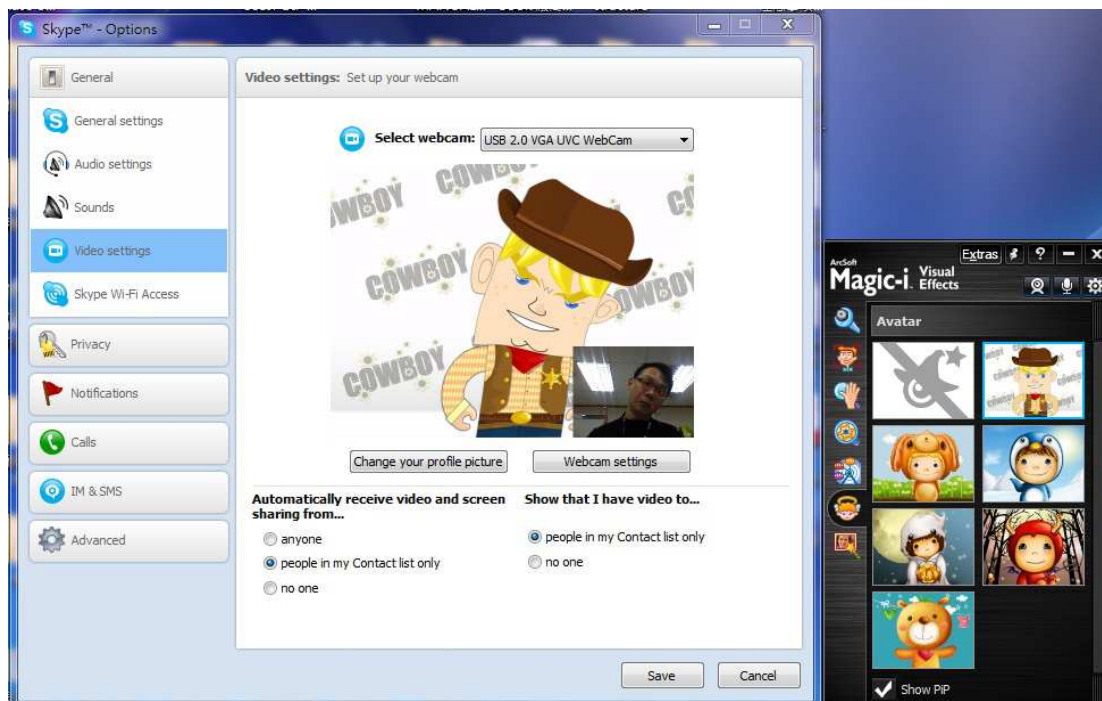 Skype™ - Options
General
General settings
Audio settings
Sounds
Video settings
Skype Wi-Fi Access
Privacy
Notifications
Calls
IM & SMS
Advanced
Video settings: Set up your webcam
Select webcam: USB 2.0 VGA UVC WebCam
COWBOY
COWBOY
COWBOY
COWBOY
Change your profile picture
Webcam settings
Automatically receive video and screen
sharing from...
anyone
people in my Contact list only
no one
Show that I have video to...
people in my Contact list only
no one
Save
Cancel
Extras
ArcSoft
Magic-i Visual
Effects
Avatar
Show PiP